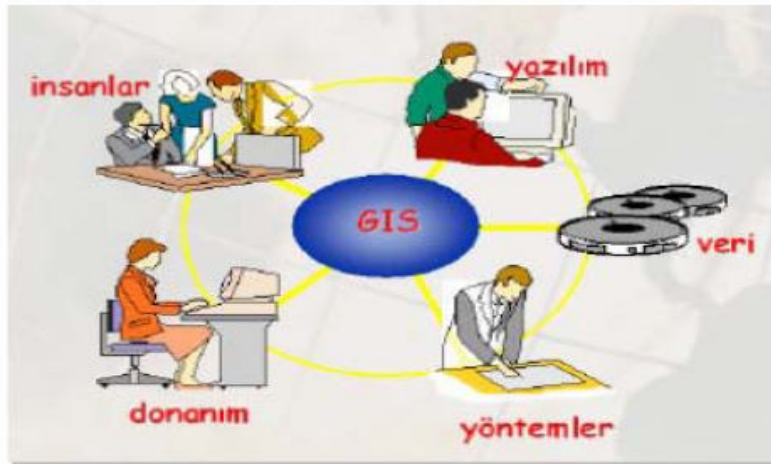 insanlar
yazılım
GIS
veri
donanım
yöntemler